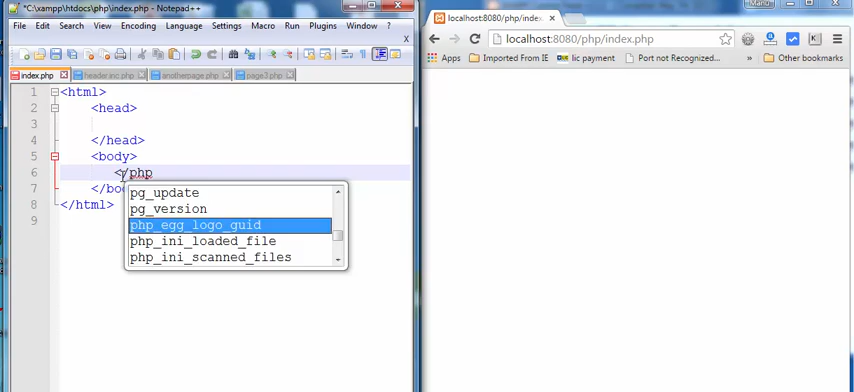 *C:\xampp\htdocs\php\index.php - Notepad++
File Edit Search View Encoding Language Settings Macro Run Plugins Window ?
X
index.php header.inc.php anotherpage.php page3.php
1 <html>
2 <head>
3
4 </head>
5 <body>
6 </php
7 </bo
8 </html>
9
pg_update
pg_version
php_egg_logo_guid
php_ini_loaded_file
php_ini_scanned_files
localhost:8080/php/index. ×
Manu
localhost:8080/php/index.php
Apps Imported From IE lic payment Port not Recognized... » Other bookmarks